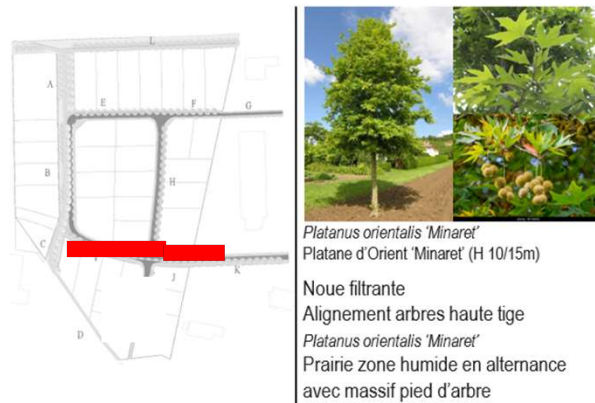 L
A
E
F
G
B
H
C
J
K
D
Platanus orientalis ‘Minaret’
Platane d’Orient ‘Minaret’ (H 10/15m)
Noue filtrante
Alignement arbres haute tige
Platanus orientalis ‘Minaret’
Prairie zone humide en alternance
avec massif pied d’arbre